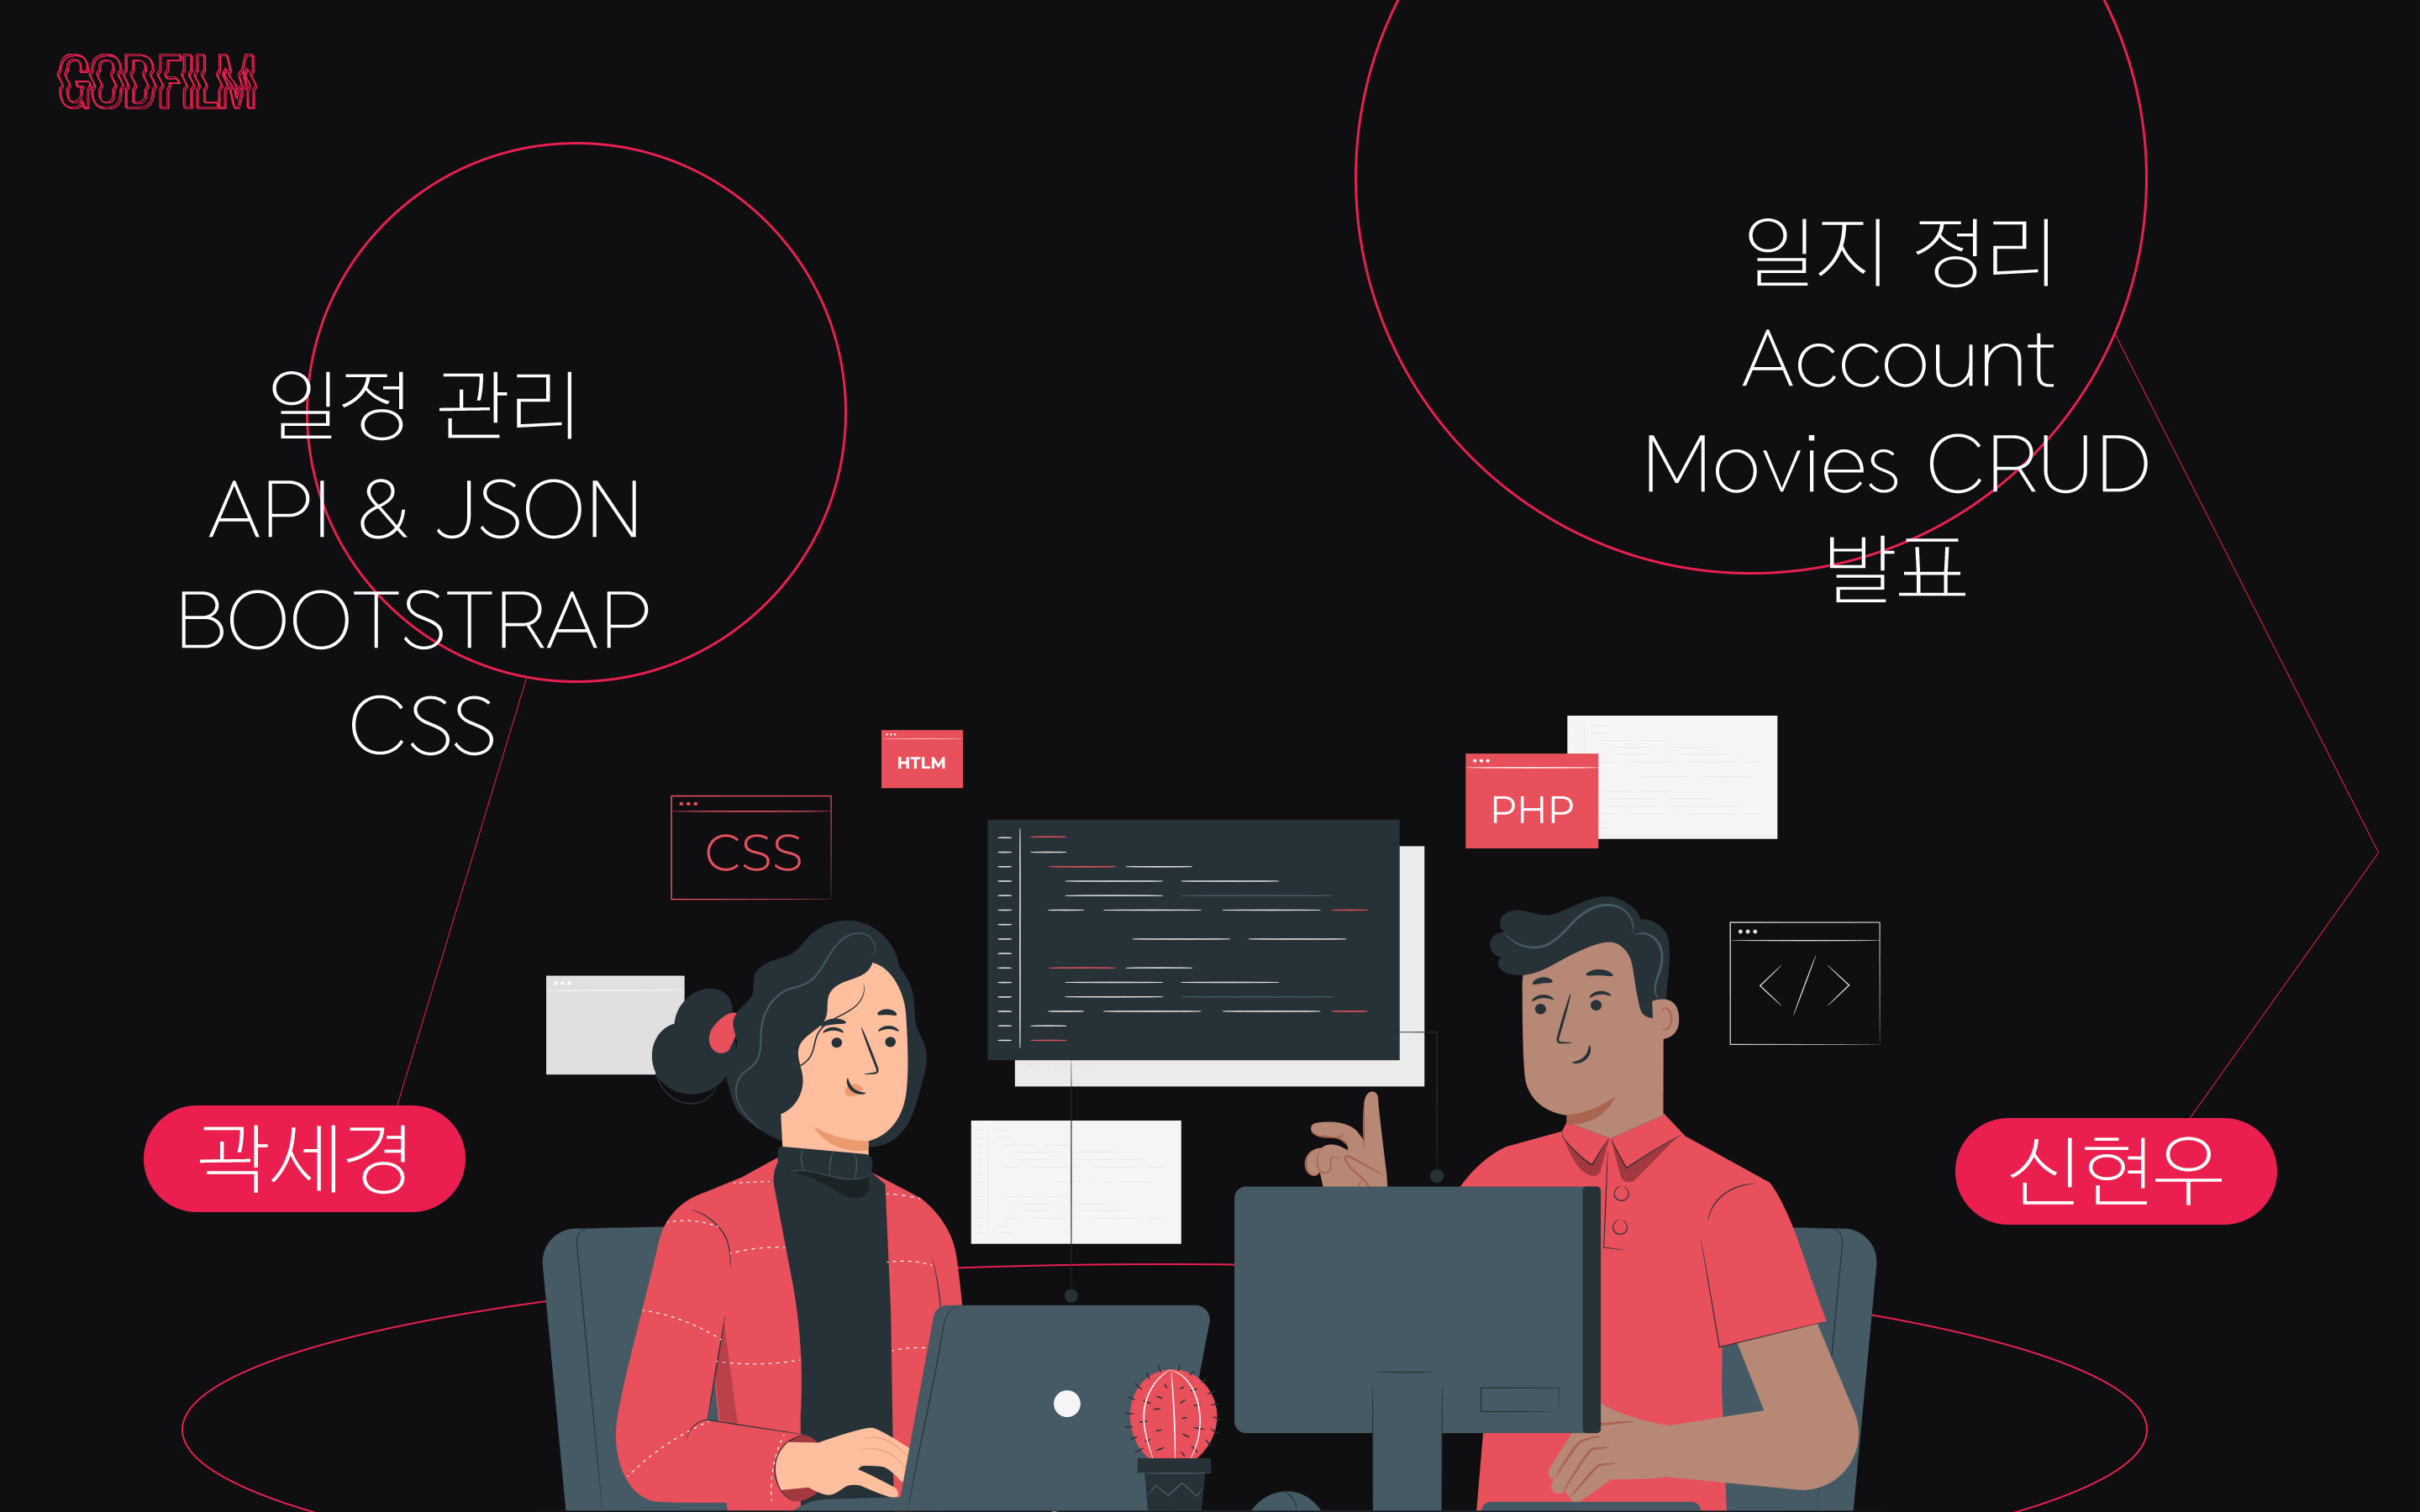 GODFILM
일정 관리
API & JSON
BOOTSTRAP
CSS
일지 정리
Account
Movies CRUD
발표
HTLM
CSS
PHP
</>
곽세경
신현우